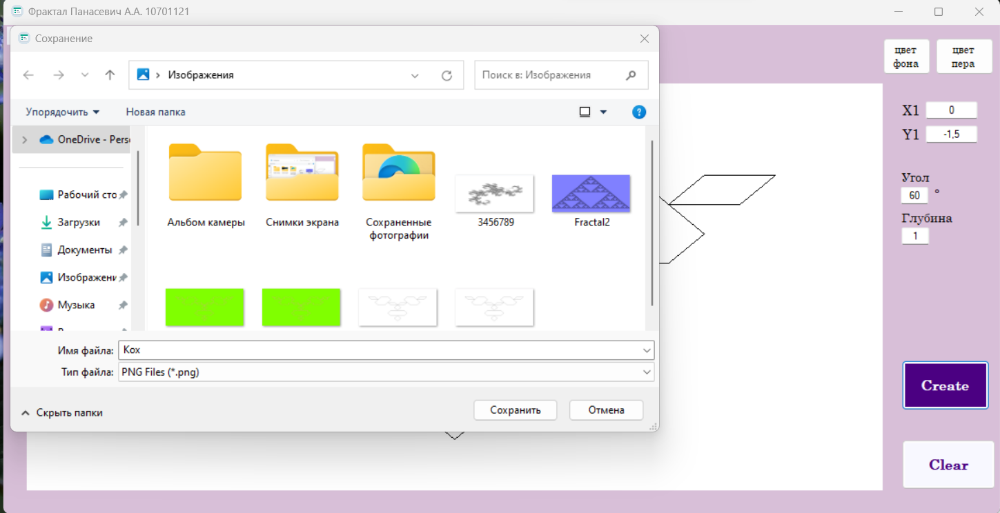 Фрактал Панасевич А.А. 10701121
Сохранение
Изображения
Поиск в: Изображения
Упорядочить
Новая папка
OneDrive - Pers
Рабочий сто
Загрузки
Документы
Изображени
Музыка
Альбом камеры
Снимки экрана
Сохраненные
фотографии
3456789
Fractal2
Имя файла: Kox
Тип файла: PNG Files (*.png)
Скрыть папки
Сохранить
Отмена
цвет
фона
цвет
пера
X1 0
Y1 -1,5
Угол
60 °
Глубина
1
Create
Clear